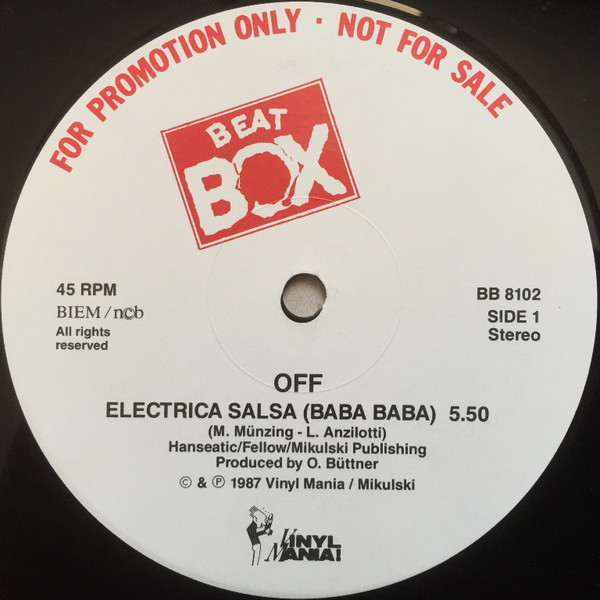 FOR PROMOTION ONLY · NOT FOR SALE
BEAT
BOX
45 RPM
BIEM/ncb
All rights
reserved
BB 8102
SIDE 1
Stereo
OFF
ELECTRICA SALSA (BABA BABA) 5.50
(M. Münzing - L. Anzilotti)
Hanseatic/Fellow/Mikulski Publishing
Produced by O. Büttner
© & ℗ 1987 Vinyl Mania / Mikulski
VINYL
MANIA!